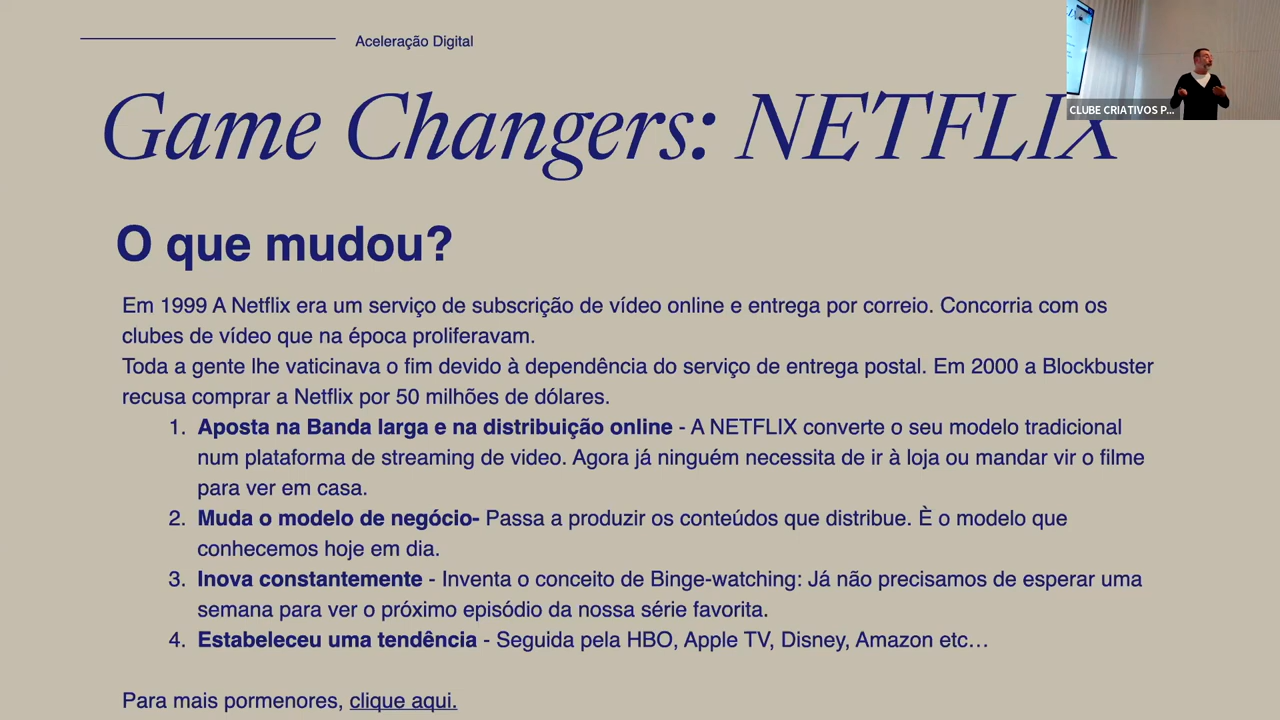 Aceleração Digital
CLUBE CRIATIVOS P...
Game Changers: NETFLIX
O que mudou?
Em 1999 A Netflix era um serviço de subscrição de vídeo online e entrega por correio. Concorria com os
clubes de vídeo que na época proliferavam.
Toda a gente lhe vaticinava o fim devido à dependência do serviço de entrega postal. Em 2000 a Blockbuster
recusa comprar a Netflix por 50 milhões de dólares.
1. Aposta na Banda larga e na distribuição online - A NETFLIX converte o seu modelo tradicional
num plataforma de streaming de video. Agora já ninguém necessita de ir à loja ou mandar vir o filme
para ver em casa.
2. Muda o modelo de negócio- Passa a produzir os conteúdos que distribue. È o modelo que
conhecemos hoje em dia.
3. Inova constantemente - Inventa o conceito de Binge-watching: Já não precisamos de esperar uma
semana para ver o próximo episódio da nossa série favorita.
4. Estabeleceu uma tendência - Seguida pela HBO, Apple TV, Disney, Amazon etc…
Para mais pormenores, clique aqui.